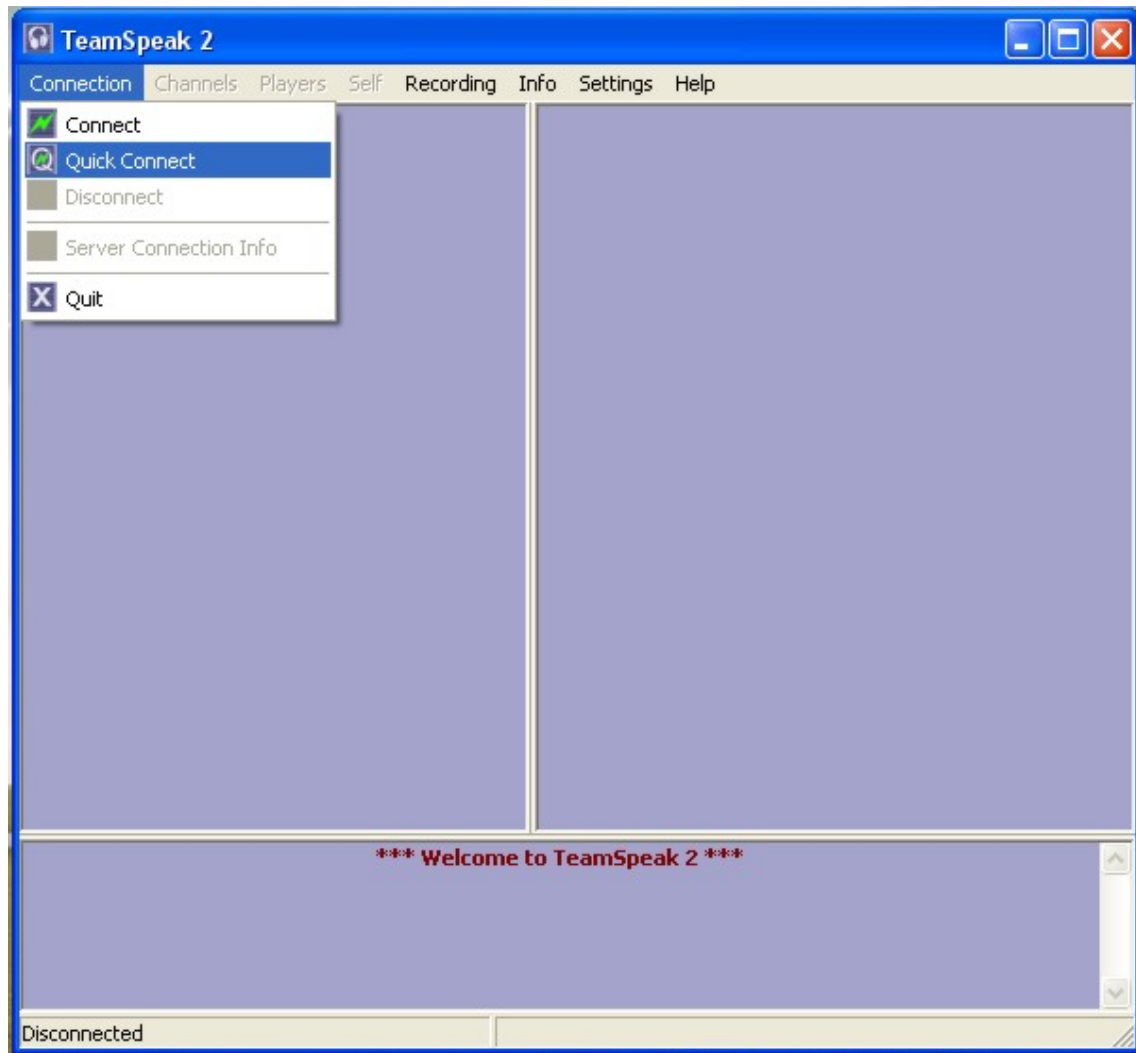 TeamSpeak 2
Connection Channels Players Self Recording Info Settings Help
Connect
Quick Connect
Disconnect
Server Connection Info
Quit
*** Welcome to TeamSpeak 2 ***
Disconnected